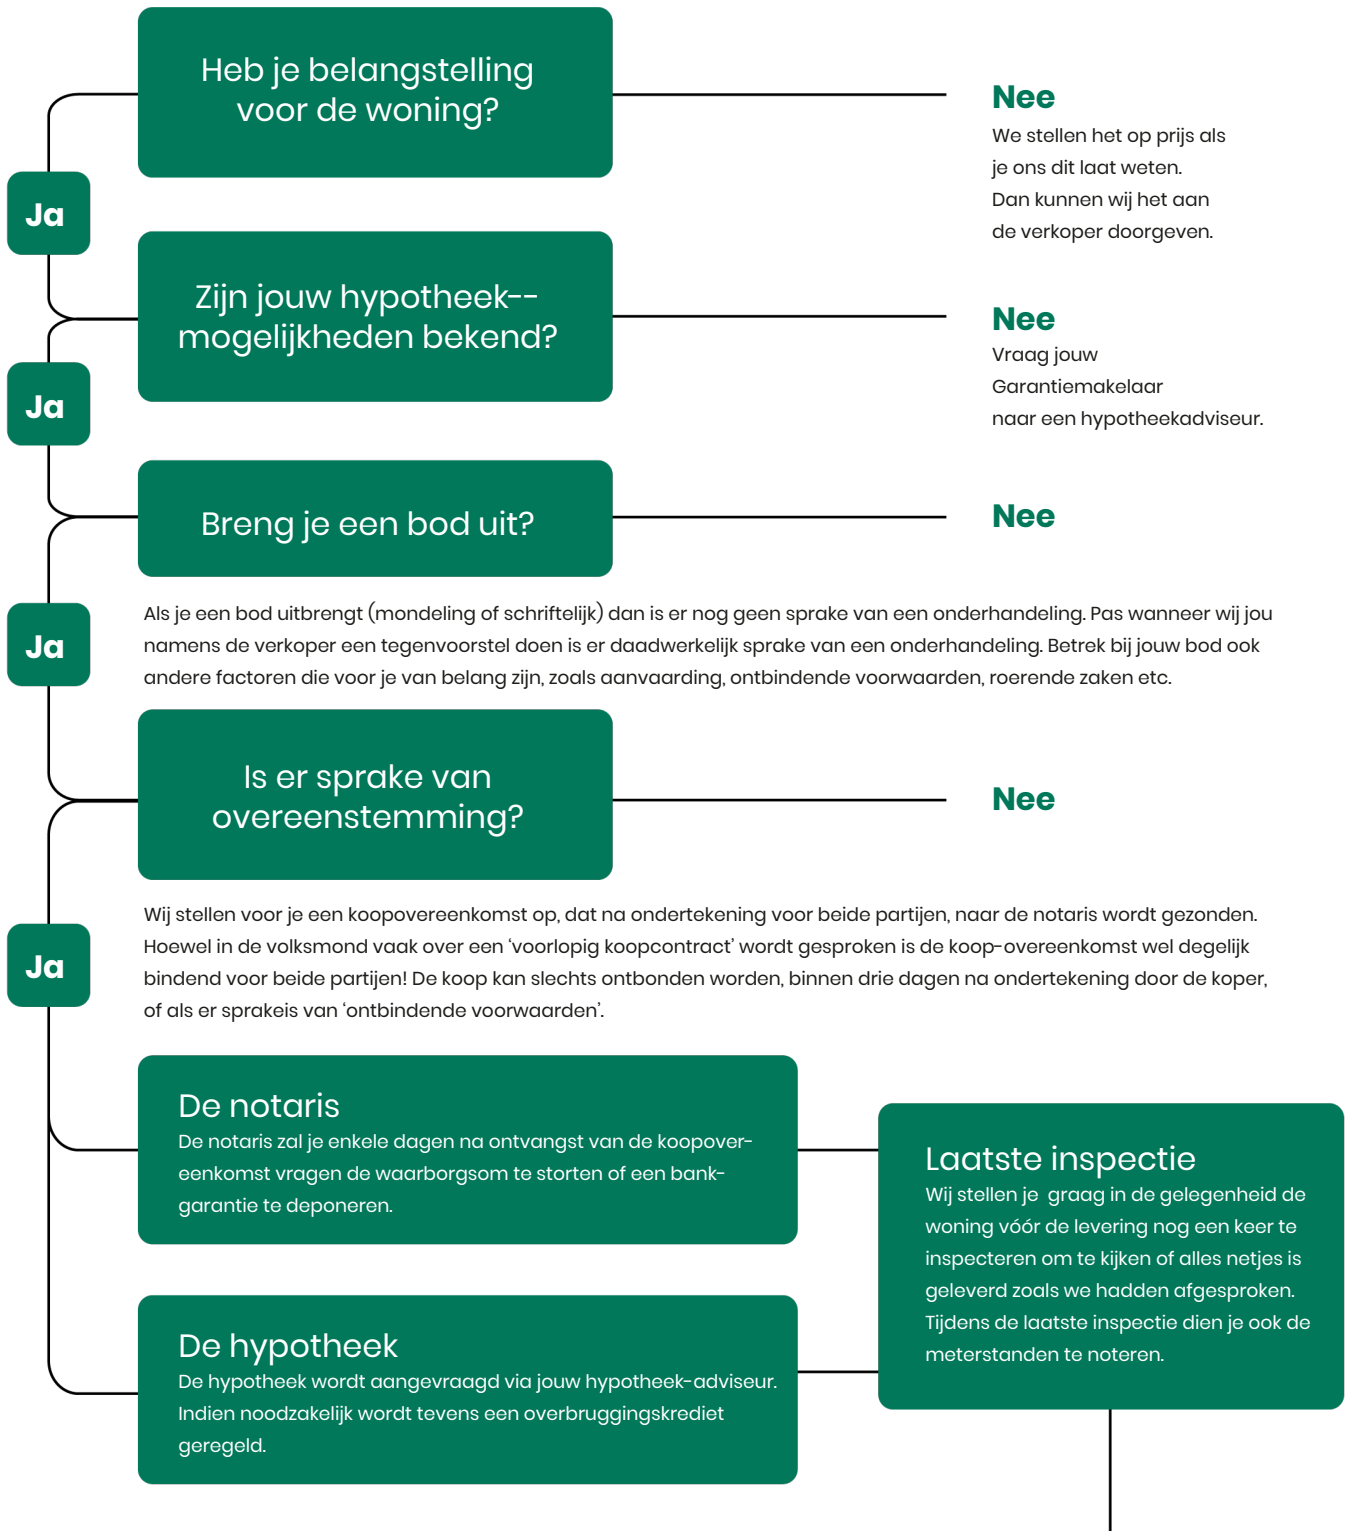 Heb je belangstelling
voor de woning?
Nee
We stellen het op prijs als
je ons dit laat weten.
Dan kunnen wij het aan
de verkoper doorgeven.
Ja
Zijn jouw hypotheek--
mogelijkheden bekend?
Nee
Vraag jouw
Garantiemakelaar
naar een hypotheekadviseur.
Ja
Breng je een bod uit?
Nee
Ja
Als je een bod uitbrengt (mondeling of schriftelijk) dan is er nog geen sprake van een onderhandeling. Pas wanneer wij jou
namens de verkoper een tegenvoorstel doen is er daadwerkelijk sprake van een onderhandeling. Betrek bij jouw bod ook
andere factoren die voor je van belang zijn, zoals aanvaarding, ontbindende voorwaarden, roerende zaken etc.
Is er sprake van
overeenstemming?
Nee
Ja
Wij stellen voor je een koopovereenkomst op, dat na ondertekening voor beide partijen, naar de notaris wordt gezonden.
Hoewel in de volksmond vaak over een ‘voorlopig koopcontract’ wordt gesproken is de koop-overeenkomst wel degelijk
bindend voor beide partijen! De koop kan slechts ontbonden worden, binnen drie dagen na ondertekening door de koper,
of als er sprakeis van ‘ontbindende voorwaarden’.
De notaris
De notaris zal je enkele dagen na ontvangst van de koopover-
eenkomst vragen de waarborgsom te storten of een bank-
garantie te deponeren.
De hypotheek
De hypotheek wordt aangevraagd via jouw hypotheek-adviseur.
Indien noodzakelijk wordt tevens een overbruggingskrediet
geregeld.
Laatste inspectie
Wij stellen je graag in de gelegenheid de
woning vóór de levering nog een keer te
inspecteren om te kijken of alles netjes is
geleverd zoals we hadden afgesproken.
Tijdens de laatste inspectie dien je ook de
meterstanden te noteren.